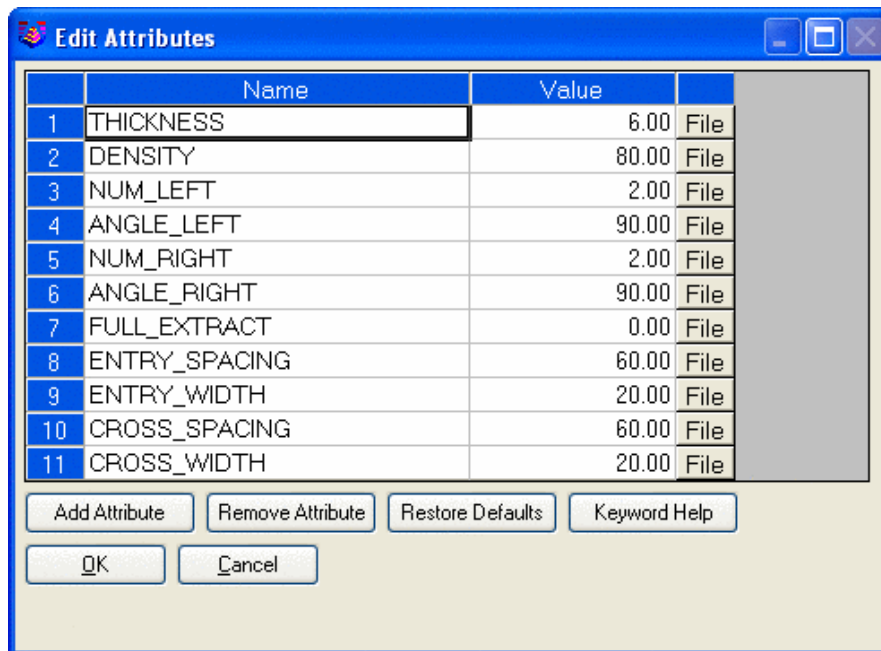 Edit Attributes
Name Value
1 THICKNESS 6.00 File
2 DENSITY 80.00 File
3 NUM_LEFT 2.00 File
4 ANGLE_LEFT 90.00 File
5 NUM_RIGHT 2.00 File
6 ANGLE_RIGHT 90.00 File
7 FULL_EXTRACT 0.00 File
8 ENTRY_SPACING 60.00 File
9 ENTRY_WIDTH 20.00 File
10 CROSS_SPACING 60.00 File
11 CROSS_WIDTH 20.00 File
Add Attribute Remove Attribute Restore Defaults Keyword Help
OK Cancel